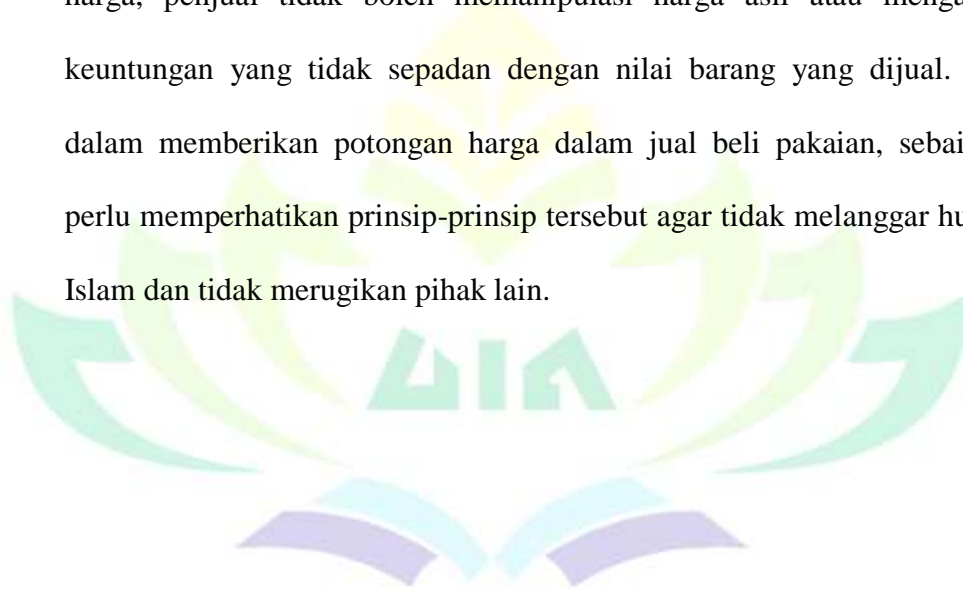 harga, penjual tidak boleh memanipulasi harga asli atau
keuntungan yang tidak sepadan dengan nilai barang yang dijual.
dalam memberikan potongan harga dalam jual beli pakaian,
perlu memperhatikan prinsip-prinsip tersebut agar tidak melanggar
Islam dan tidak merugikan pihak lain.
UIN